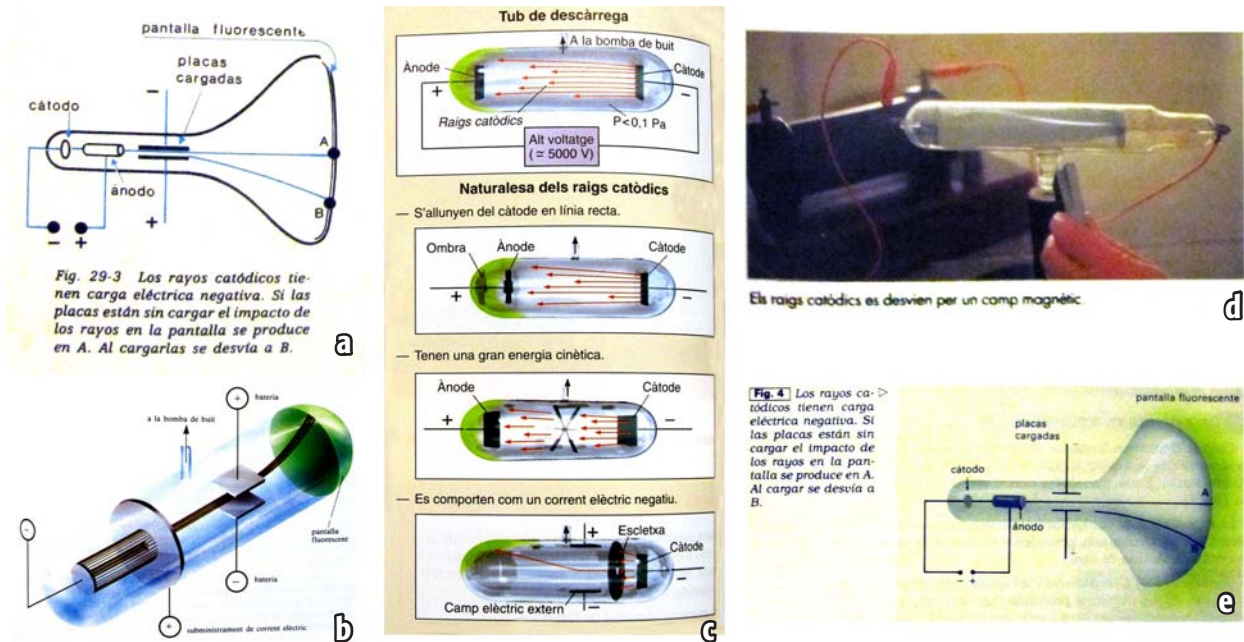 pantalla fluorescente
placas
cargadas
cátodo
−
A
ánodo
B
− +
+
Fig. 29-3 Los rayos catódicos tie-
nen carga eléctrica negativa. Si las
placas están sin cargar el impacto de
los rayos en la pantalla se produce
en A. Al cargarlas se desvía a B.
a
a la bomba de buit
+
bateria
−
pantalla
fluorescent
−
bateria
+
subministrament de corrent elèctric
b
Tub de descàrrega
A la bomba de buit
Ànode
Càtode
+
−
Raigs catòdics
P<0,1 Pa
Alt voltatge
(≃ 5000 V)
Naturalesa dels raigs catòdics
— S'allunyen del càtode en línia recta.
Ombra
Ànode
Càtode
+
−
— Tenen una gran energia cinètica.
Ànode
Càtode
+
−
— Es comporten com un corrent elèctric negatiu.
+
Escletxa
Càtode
−
Camp elèctric extern
−
c
Els raigs catòdics es desvien per un camp magnètic.
d
Fig. 4 Los rayos ca-
tódicos tienen carga
eléctrica negativa. Si
las placas están sin
cargar el impacto de
los rayos en la pan-
talla se produce en A.
Al cargar se desvía a
B.
pantalla fluorescente
placas
cargadas
cátodo
A
ánodo
B
− +
e